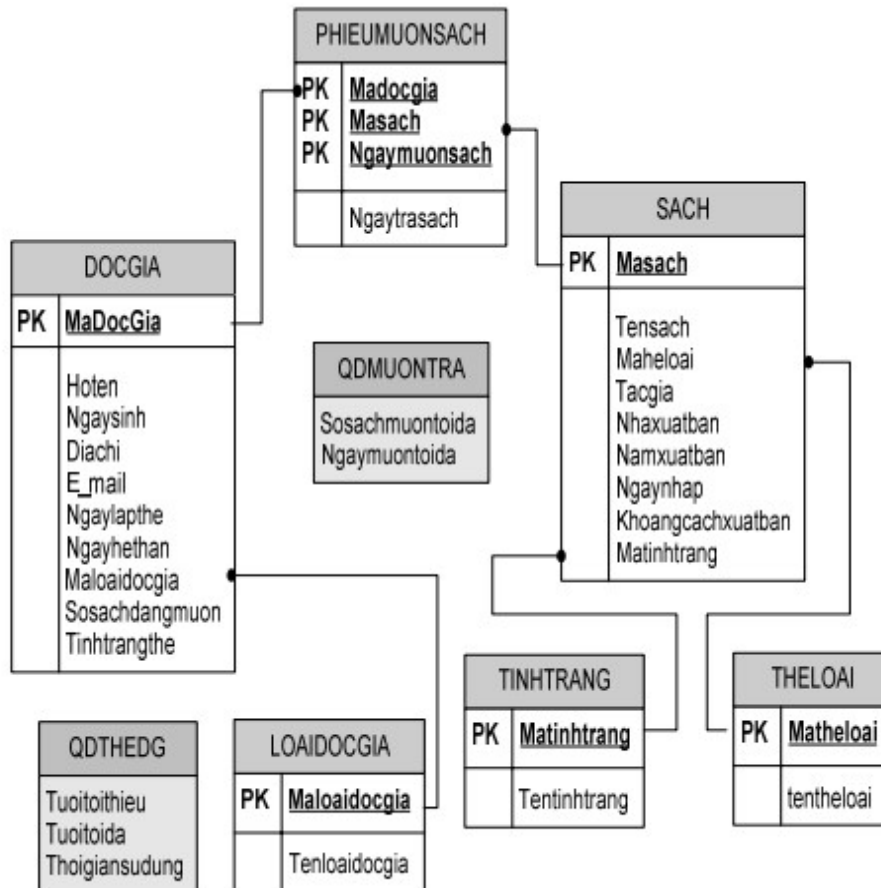 PHIEUMUONSACH
PK Madocgia
PK Masach
PK Ngaymuonsach
Ngaytrasach
SACH
PK Masach
Tensach
Maheloai
Tacgia
Nhaxuatban
Namxuatban
Ngaynhap
Khoangcachxuatban
Matinhtrang
DOCGIA
PK MaDocGia
Hoten
Ngaysinh
Diachi
E_mail
Ngaylapthe
Ngayhethan
Maloaidocgia
Sosachdangmuon
Tinhtrangthe
QDMUONTRA
Sosachmuontoida
Ngaymuontoida
TINHTRANG
PK Matinhtrang
Tentinhtrang
THELOAI
PK Matheloai
tentheloai
QDTHEDG
Tuoitoithieu
Tuoitoida
Thoigiansudung
LOAIDOCGIA
PK Maloaidocgia
Tenloaidocgia